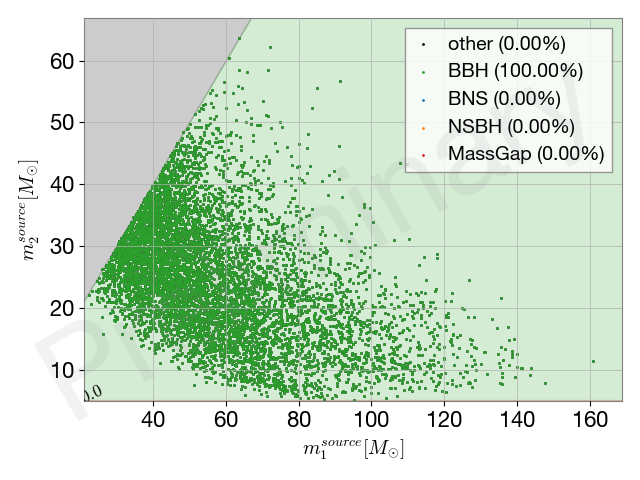 other (0.00%)
BBH (100.00%)
BNS (0.00%)
NSBH (0.00%)
MassGap (0.00%)
Preliminary
60
50
40
30
20
10
0.0
40 60 80 100 120 140 160
m_2^{source}[M_⊙]
m_1^{source}[M_⊙]